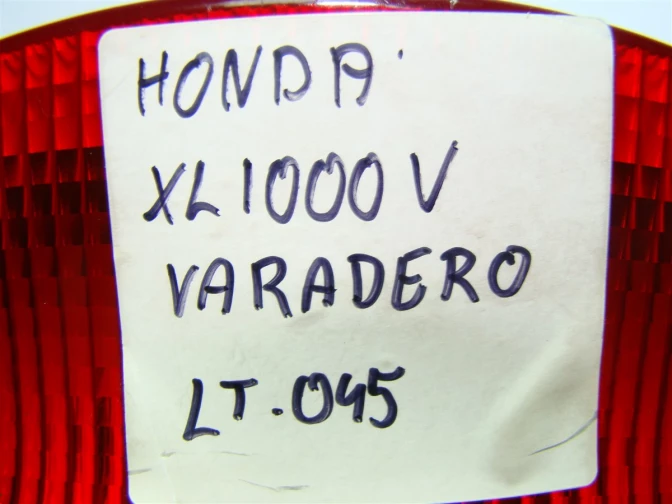 HONDA
XL1000V
VARADERO
LT.045